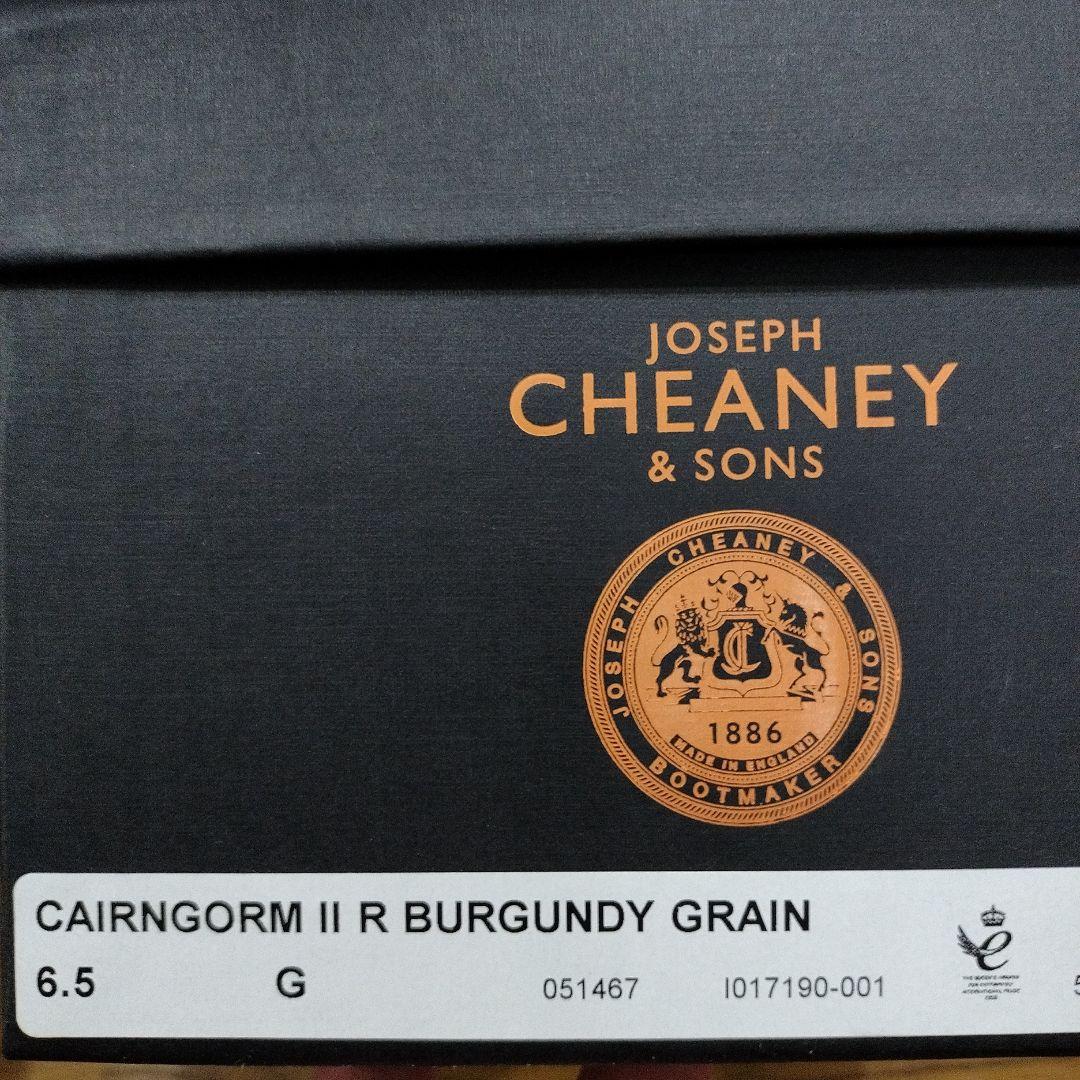 JOSEPH
CHEANEY
& SONS
JOSEPH CHEANEY & SONS
1886
MADE IN ENGLAND
BOOTMAKER
CAIRNGORM II R BURGUNDY GRAIN
6.5 G 051467 I017190-001 5